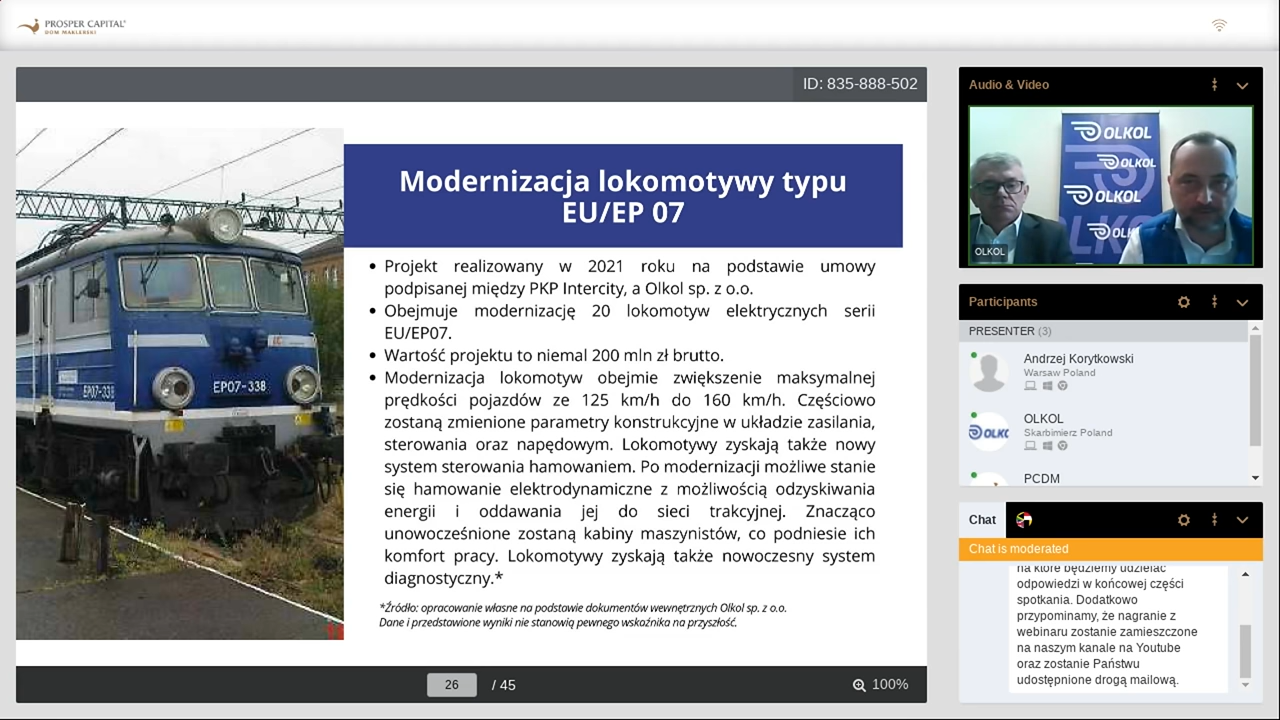 PROSPER CAPITAL
DOM MAKLERSKI
ID: 835-888-502
EP07-338
EP07-338
Modernizacja lokomotywy typu
EU/EP 07
• Projekt realizowany w 2021 roku na podstawie umowy
podpisanej między PKP Intercity, a Olkol sp. z o.o.
• Obejmuje modernizację 20 lokomotyw elektrycznych serii
EU/EP07.
• Wartość projektu to niemal 200 mln zł brutto.
• Modernizacja lokomotyw obejmie zwiększenie maksymalnej
prędkości pojazdów ze 125 km/h do 160 km/h. Częściowo
zostaną zmienione parametry konstrukcyjne w układzie zasilania,
sterowania oraz napędowym. Lokomotywy zyskają także nowy
system sterowania hamowaniem. Po modernizacji możliwe stanie
się hamowanie elektrodynamiczne z możliwością odzyskiwania
energii i oddawania jej do sieci trakcyjnej. Znacząco
unowocześnione zostaną kabiny maszynistów, co podniesie ich
komfort pracy. Lokomotywy zyskają także nowoczesny system
diagnostyczny.*
*Źródło: opracowanie własne na podstawie dokumentów wewnętrznych Olkol sp. z o.o.
Dane i przedstawione wyniki nie stanowią pewnego wskaźnika na przyszłość.
26 / 45
100%
Audio & Video
OLKOL
OLKOL
OLKOL
OLKOL
OLKOL
Participants
PRESENTER (3)
Andrzej Korytkowski
Warsaw Poland
OLKOL
Skarbimierz Poland
PCDM
Chat
Chat is moderated
na które będziemy udzielać
odpowiedzi w końcowej części
spotkania. Dodatkowo
przypominamy, że nagranie z
webinaru zostanie zamieszczone
na naszym kanale na Youtube
oraz zostanie Państwu
udostępnione drogą mailową.